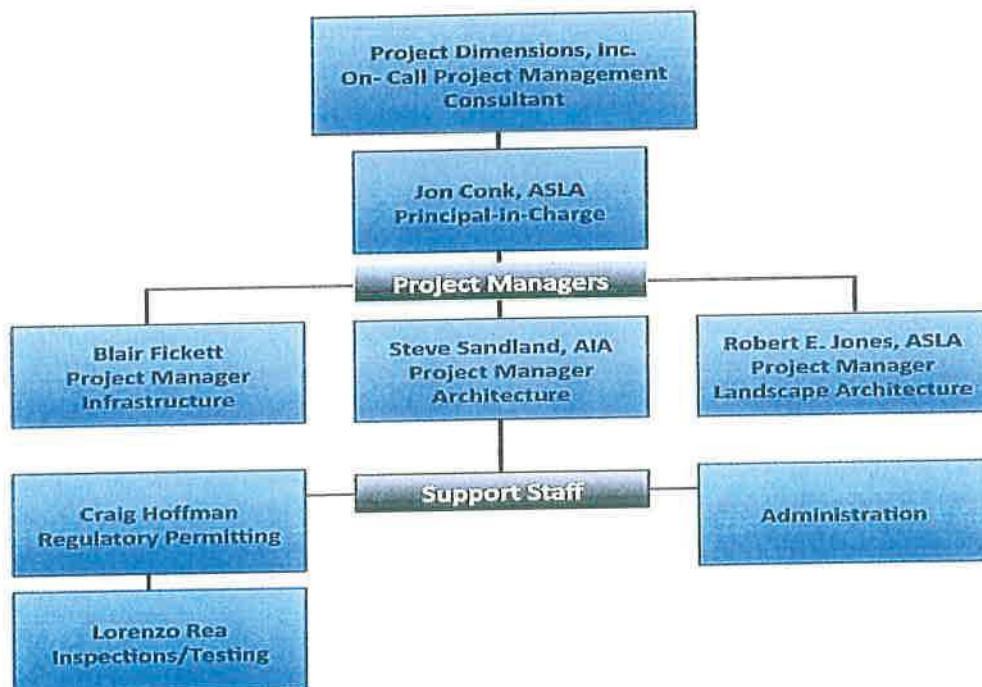 Project Dimensions, Inc.
On- Call Project Management
Consultant
Jon Conk, ASLA
Principal-in-Charge
Project Managers
Blair Fickett
Project Manager
Infrastructure
Steve Sandland, AIA
Project Manager
Architecture
Robert E. Jones, ASLA
Project Manager
Landscape Architecture
Support Staff
Craig Hoffman
Regulatory Permitting
Administration
Lorenzo Rea
Inspections/Testing